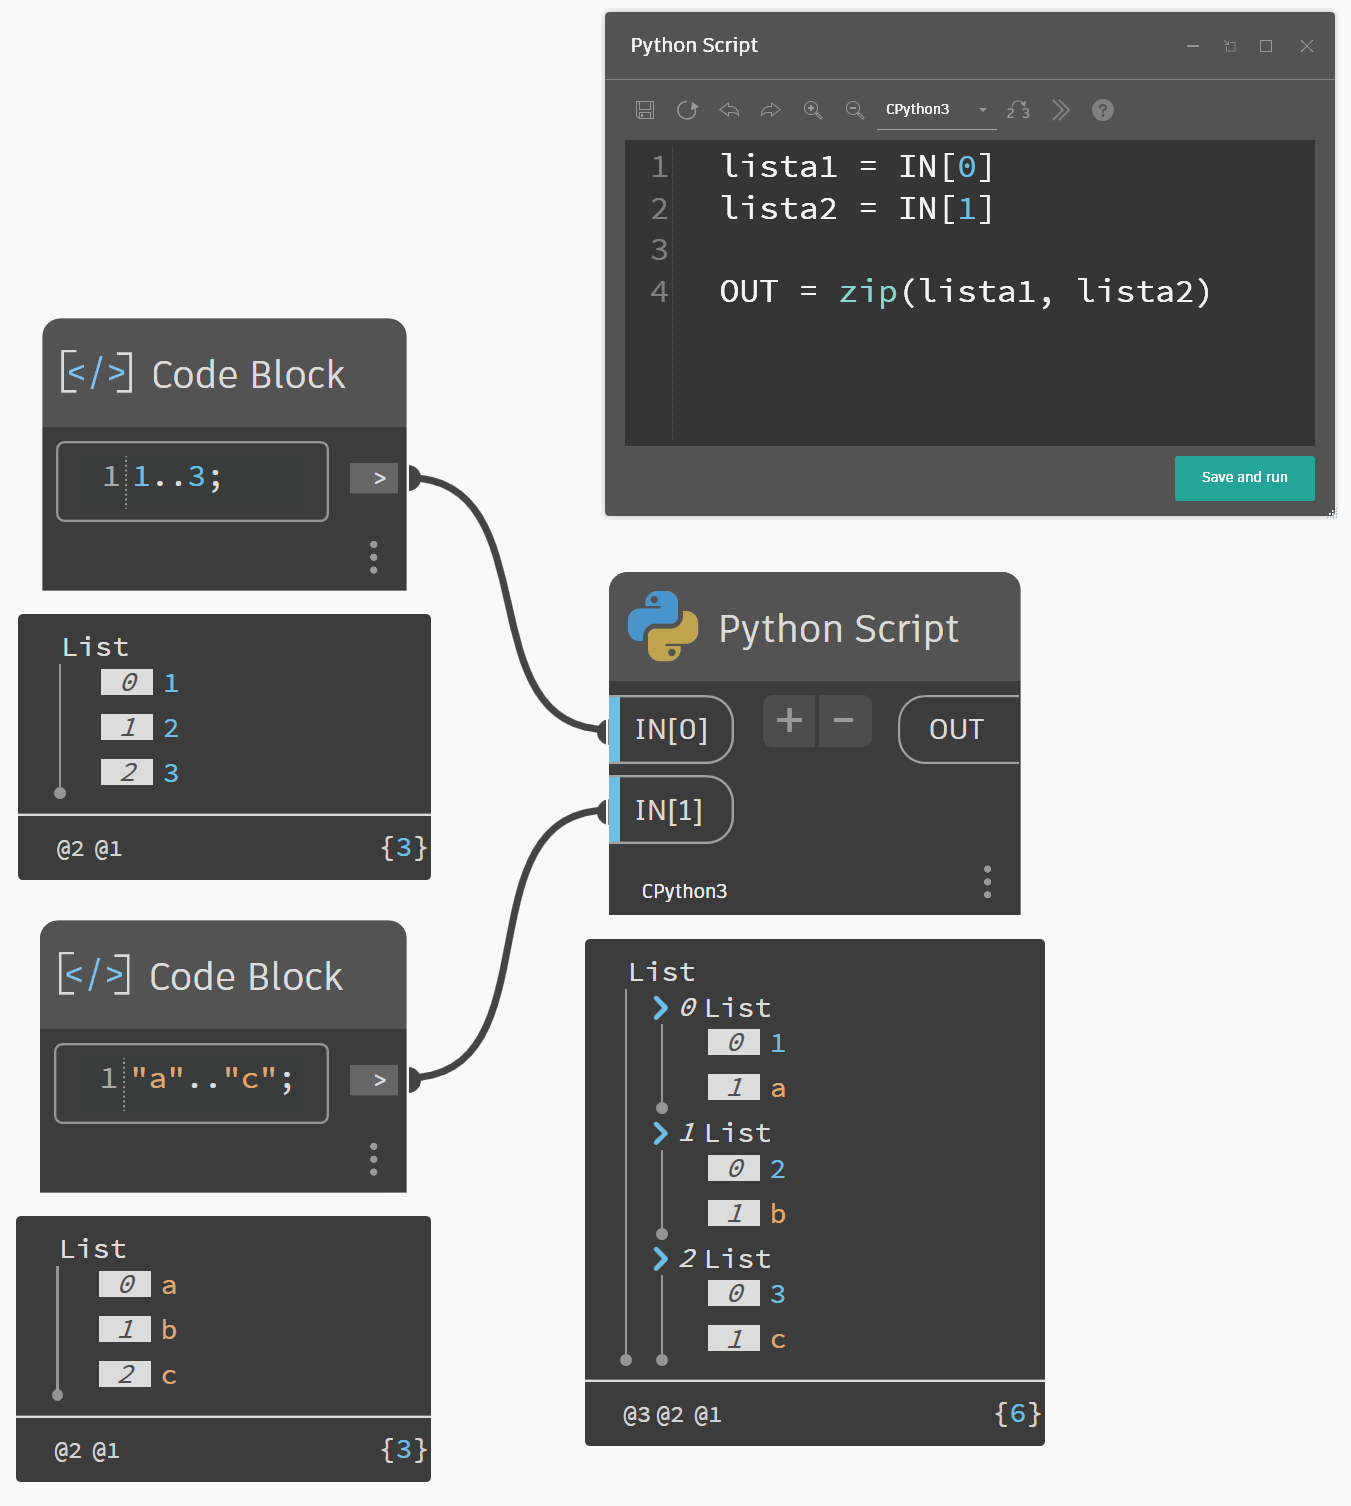 Python Script
CPython3
2 3
?
1 lista1 = IN[0]
2 lista2 = IN[1]
3
4 OUT = zip(lista1, lista2)
Save and run
[</>] Code Block
1 1..3;
>
List
0 1
1 2
2 3
@2 @1 {3}
[</>] Code Block
1 "a".."c";
>
List
0 a
1 b
2 c
@2 @1 {3}
Python Script
IN[0] + − OUT
IN[1]
CPython3
List
0 List
0 1
1 a
1 List
0 2
1 b
2 List
0 3
1 c
@3 @2 @1 {6}